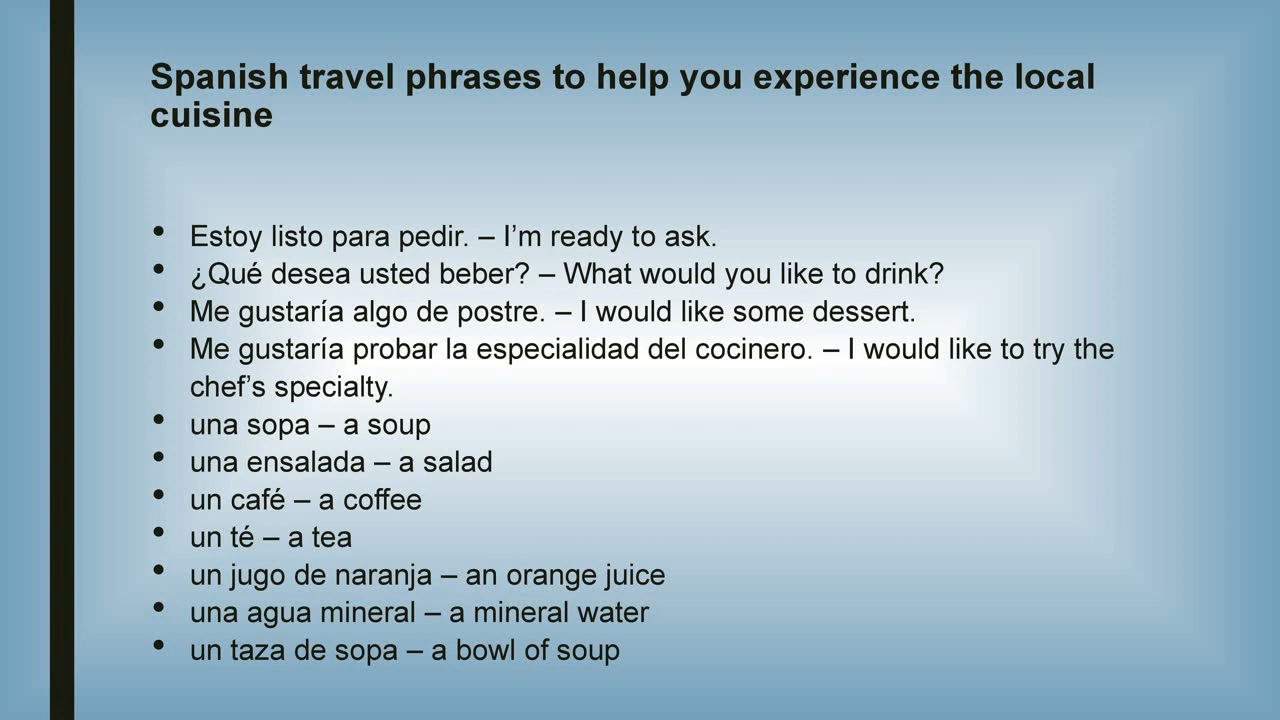 Spanish travel phrases to help you experience the local
cuisine
• Estoy listo para pedir. – I’m ready to ask.
• ¿Qué desea usted beber? – What would you like to drink?
• Me gustaría algo de postre. – I would like some dessert.
• Me gustaría probar la especialidad del cocinero. – I would like to try the
chef’s specialty.
• una sopa – a soup
• una ensalada – a salad
• un café – a coffee
• un té – a tea
• un jugo de naranja – an orange juice
• una agua mineral – a mineral water
• un taza de sopa – a bowl of soup